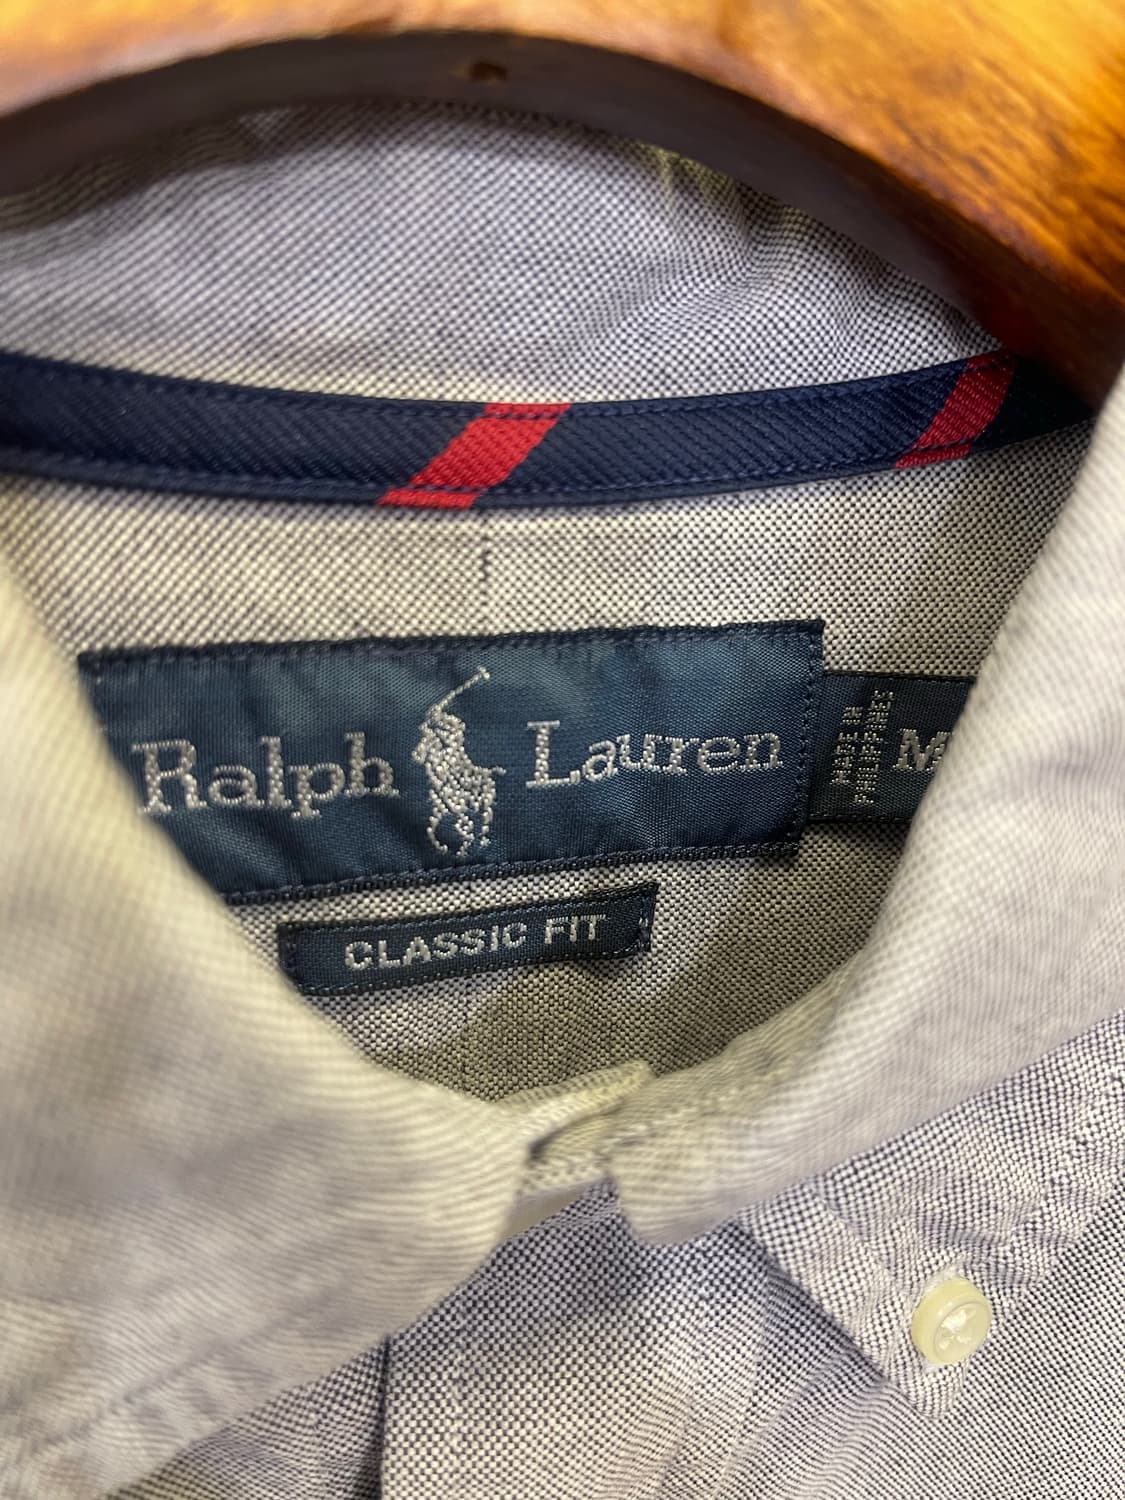 Ralph Lauren
MADE IN
PHILIPPINES
M
CLASSIC FIT